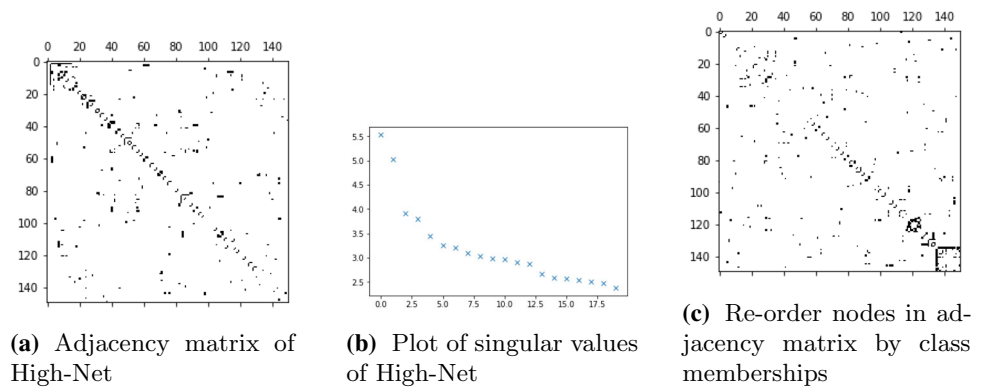 0 20 40 60 80 100 120 140
0
20
40
60
80
100
120
140
(a) Adjacency matrix of
High-Net
5.5
5.0
4.5
4.0
3.5
3.0
2.5
0.0 2.5 5.0 7.5 10.0 12.5 15.0 17.5
(b) Plot of singular values
of High-Net
0 20 40 60 80 100 120 140
0
20
40
60
80
100
120
140
(c) Re-order nodes in ad-
jacency matrix by class
memberships